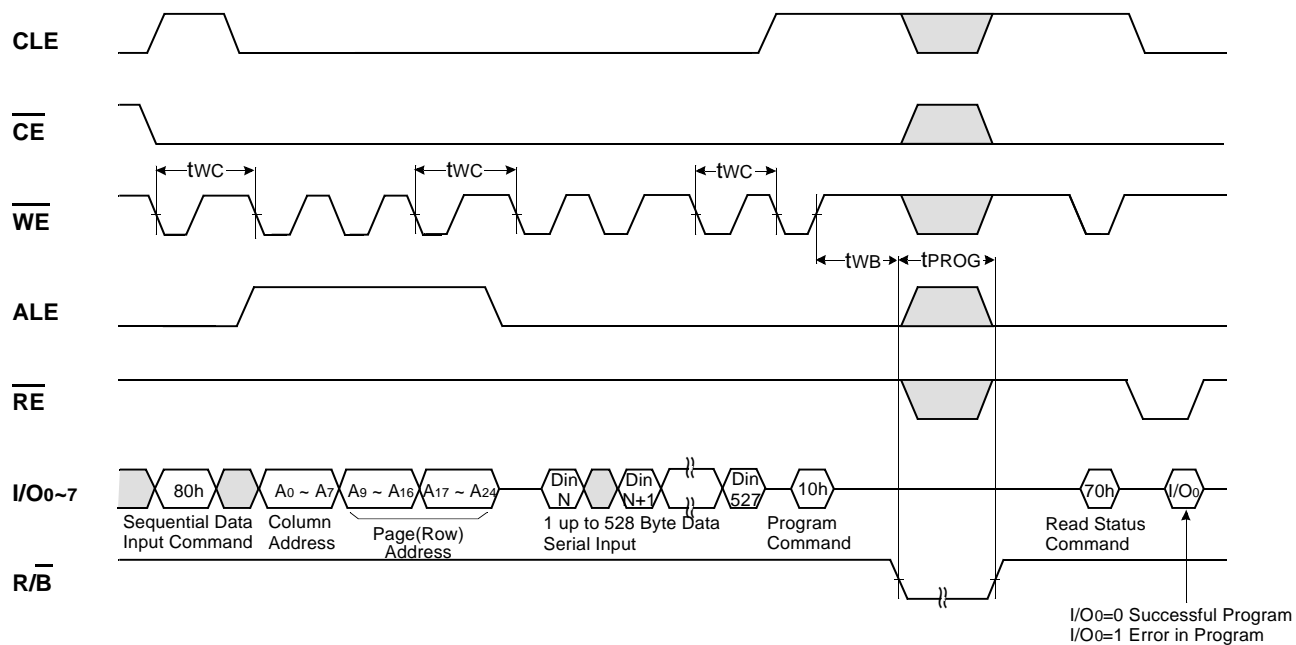 CLE
CE
tWC
tWC
tWC
WE
tWB
tPROG
ALE
RE
I/O0~7
80h
A0 ~ A7
A9 ~ A16
A17 ~ A24
Din
N
Din
N+1
Din
527
10h
70h
I/O0
Sequential Data
Input Command
Column
Address
Page(Row)
Address
1 up to 528 Byte Data
Serial Input
Program
Command
Read Status
Command
R/B
I/O0=0 Successful Program
I/O0=1 Error in Program